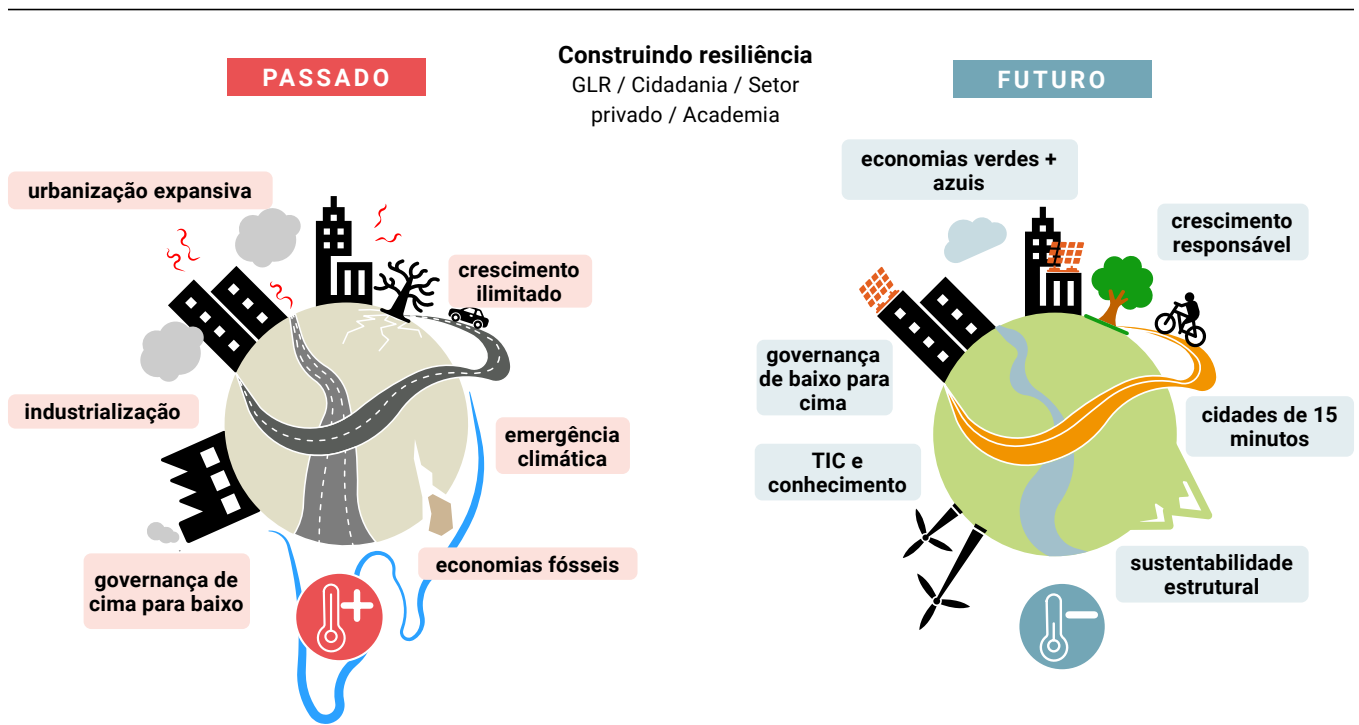 PASSADO
Construindo resiliência
GLR / Cidadania / Setor
privado / Academia
FUTURO
urbanização expansiva
crescimento
ilimitado
industrialização
emergência
climática
economias fósseis
governança de
cima para baixo
economias verdes +
azuis
crescimento
responsável
governança
de baixo para
cima
cidades de 15
minutos
TIC e
conhecimento
sustentabilidade
estrutural